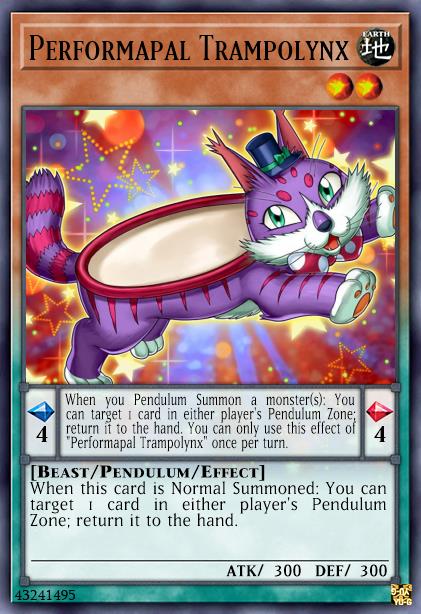 PERFORMAPAL TRAMPOLYNX
EARTH
地
When you Pendulum Summon a monster(s): You
can target 1 card in either player's Pendulum Zone;
return it to the hand. You can only use this effect of
"Performapal Trampolynx" once per turn.
4
4
[BEAST/PENDULUM/EFFECT]
When this card is Normal Summoned: You can
target 1 card in either player's Pendulum
Zone; return it to the hand.
ATK/ 300 DEF/ 300
43241495